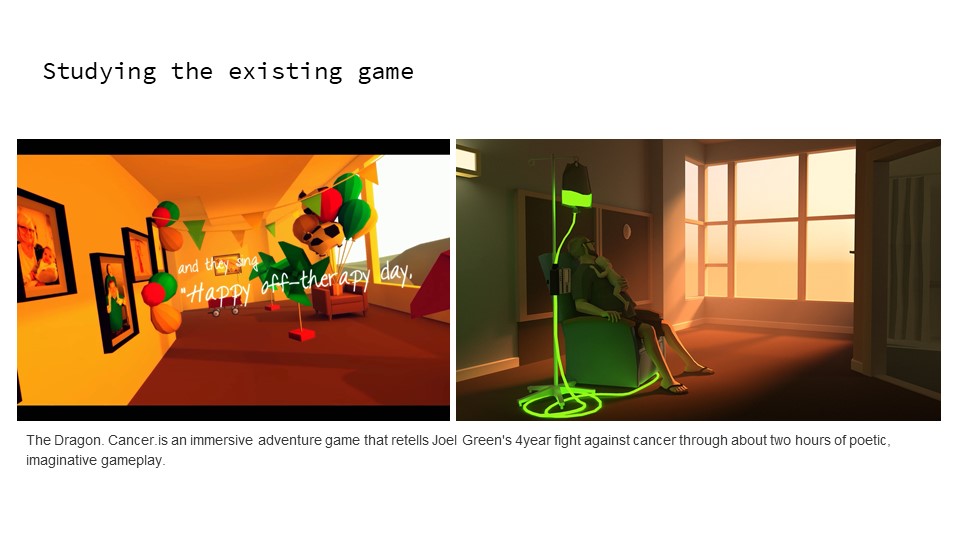 Studying the existing game
and they sing
"Happy off-therapy day.
The Dragon. Cancer.is an immersive adventure game that retells Joel Green's 4year fight against cancer through about two hours of poetic,
imaginative gameplay.